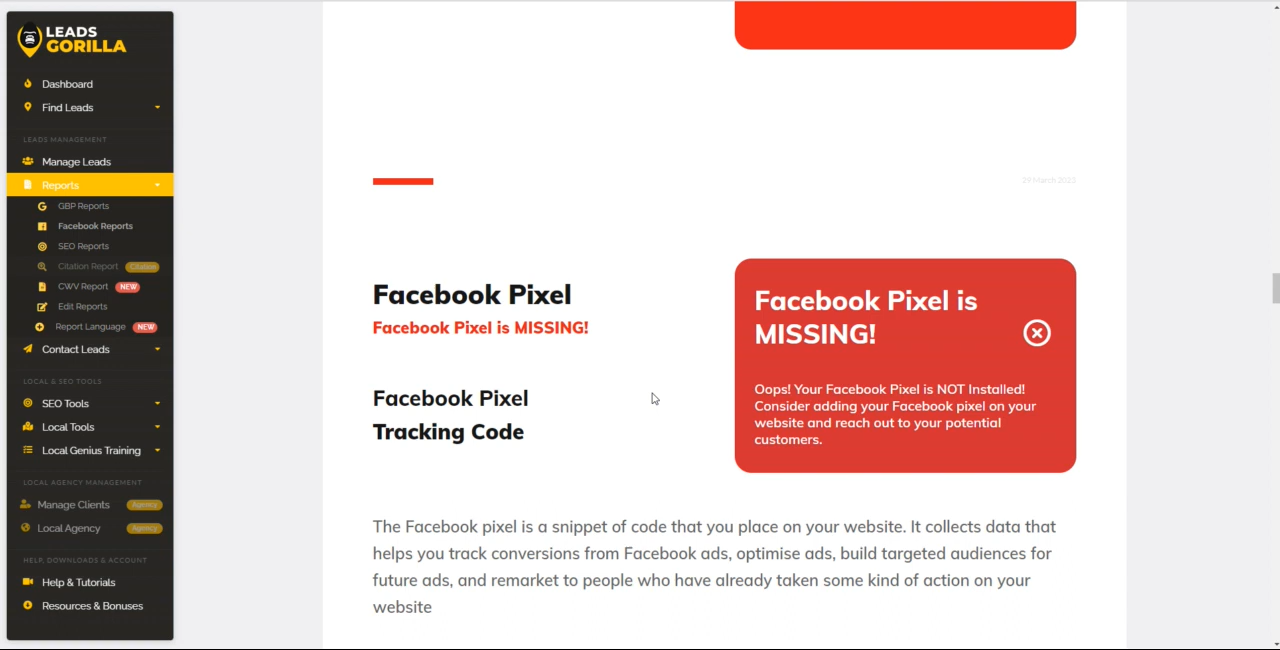 LEADS
GORILLA
Dashboard
Find Leads
LEADS MANAGEMENT
Manage Leads
Reports
GBP Reports
Facebook Reports
SEO Reports
Citation Report Citation
CWV Report NEW
Edit Reports
Report Language NEW
Contact Leads
LOCAL & SEO TOOLS
SEO Tools
Local Tools
Local Genius Training
LOCAL AGENCY MANAGEMENT
Manage Clients Agency
Local Agency Agency
HELP, DOWNLOADS & ACCOUNT
Help & Tutorials
Resources & Bonuses
29 March 2023
Facebook Pixel
Facebook Pixel is MISSING!
Facebook Pixel
Tracking Code
Facebook Pixel is
MISSING!
Oops! Your Facebook Pixel is NOT Installed!
Consider adding your Facebook pixel on your
website and reach out to your potential
customers.
The Facebook pixel is a snippet of code that you place on your website. It collects data that
helps you track conversions from Facebook ads, optimise ads, build targeted audiences for
future ads, and remarket to people who have already taken some kind of action on your
website